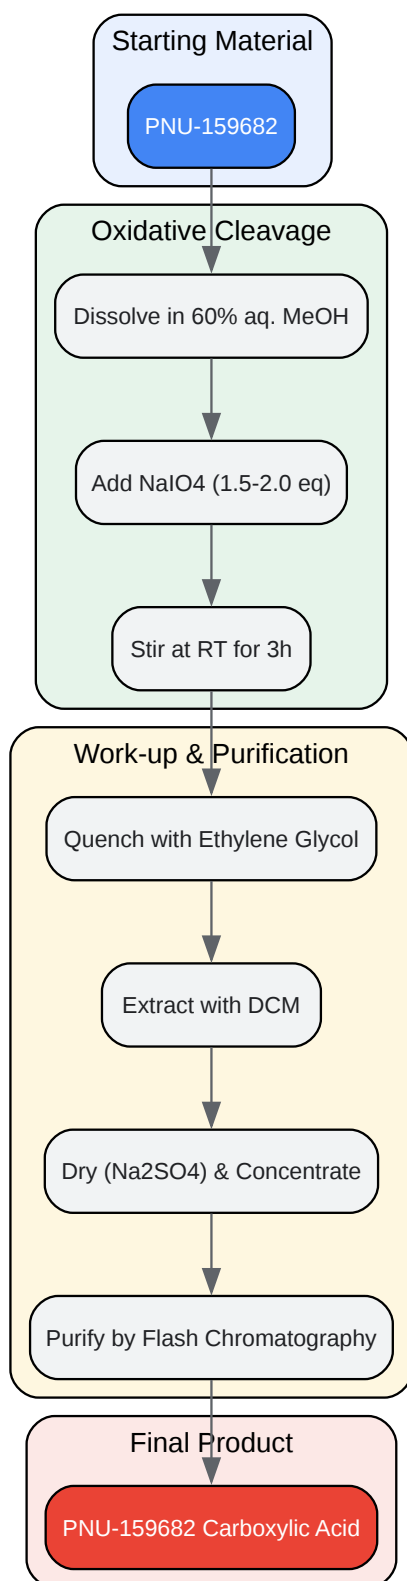 Starting Material
PNU-159682
Oxidative Cleavage
Dissolve in 60% aq. MeOH
Add NaIO4 (1.5-2.0 eq)
Stir at RT for 3h
Work-up & Purification
Quench with Ethylene Glycol
Extract with DCM
Dry (Na2SO4) & Concentrate
Purify by Flash Chromatography
Final Product
PNU-159682 Carboxylic Acid